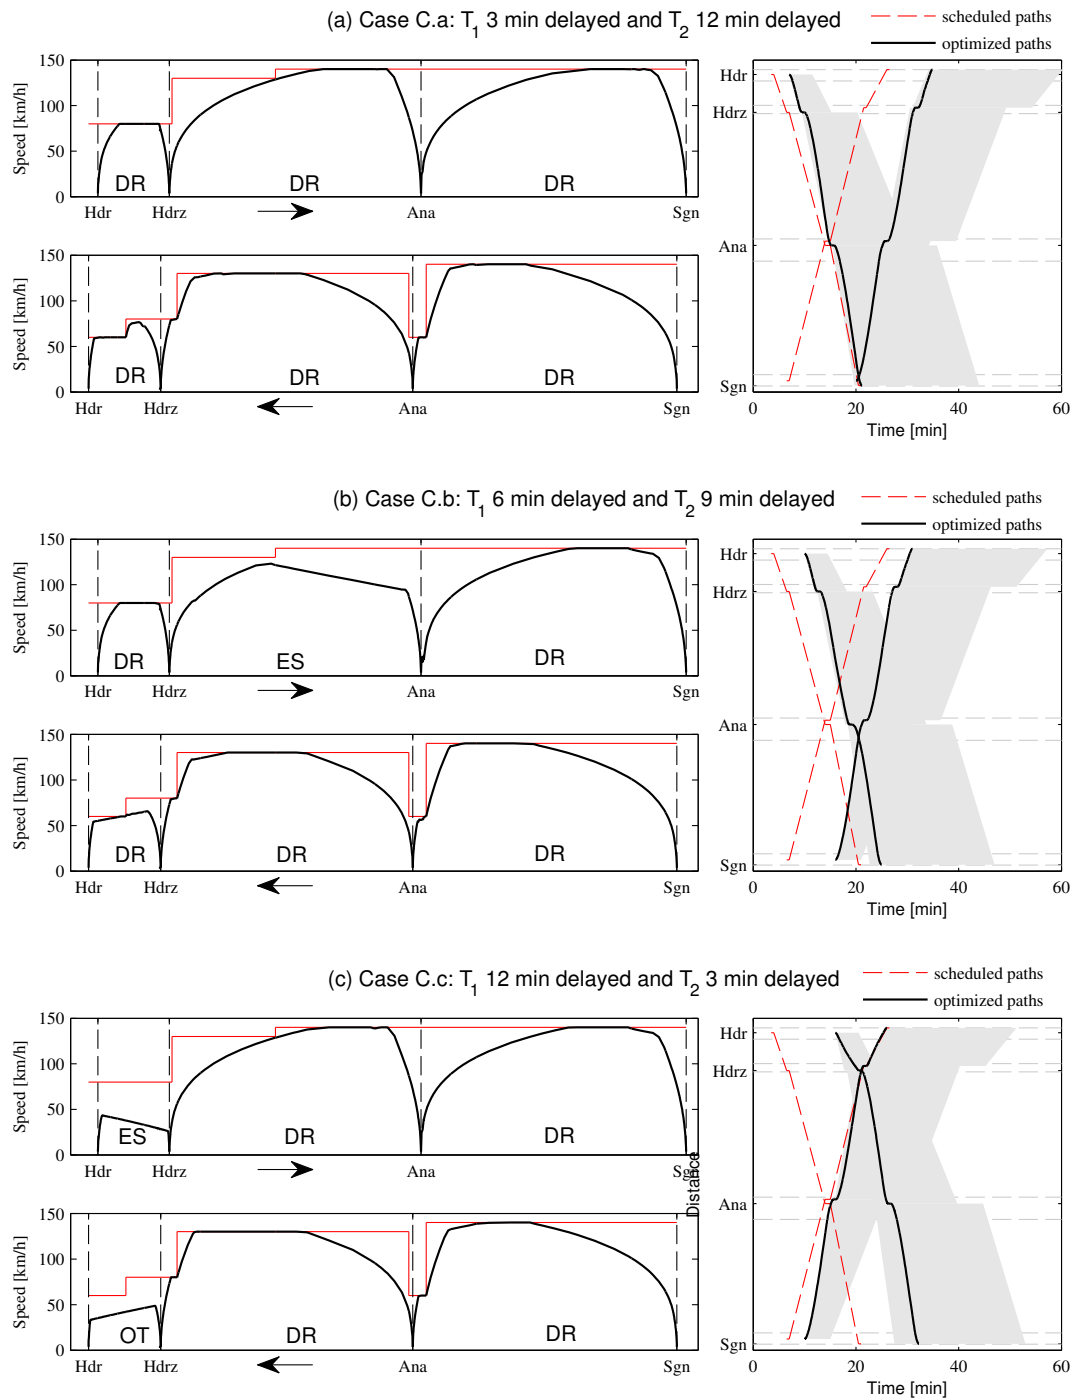 (a) Case C.a: T1 3 min delayed and T2 12 min delayed
scheduled paths
optimized paths
Speed [km/h]
150
100
50
0
DR
DR
DR
Hdr
Hdrz
Ana
Sgn
Speed [km/h]
150
100
50
0
DR
DR
DR
Hdr
Hdrz
Ana
Sgn
Hdr
Hdrz
Ana
Sgn
0
20
40
60
Time [min]
(b) Case C.b: T1 6 min delayed and T2 9 min delayed
scheduled paths
optimized paths
Speed [km/h]
150
100
50
0
DR
ES
DR
Hdr
Hdrz
Ana
Sgn
Speed [km/h]
150
100
50
0
DR
DR
DR
Hdr
Hdrz
Ana
Sgn
Hdr
Hdrz
Ana
Sgn
0
20
40
60
Time [min]
(c) Case C.c: T1 12 min delayed and T2 3 min delayed
scheduled paths
optimized paths
Speed [km/h]
150
100
50
0
ES
DR
DR
Hdr
Hdrz
Ana
Sgn
Speed [km/h]
150
100
50
0
OT
DR
DR
Hdr
Hdrz
Ana
Sgn
Distance
Hdr
Hdrz
Ana
Sgn
0
20
40
60
Time [min]